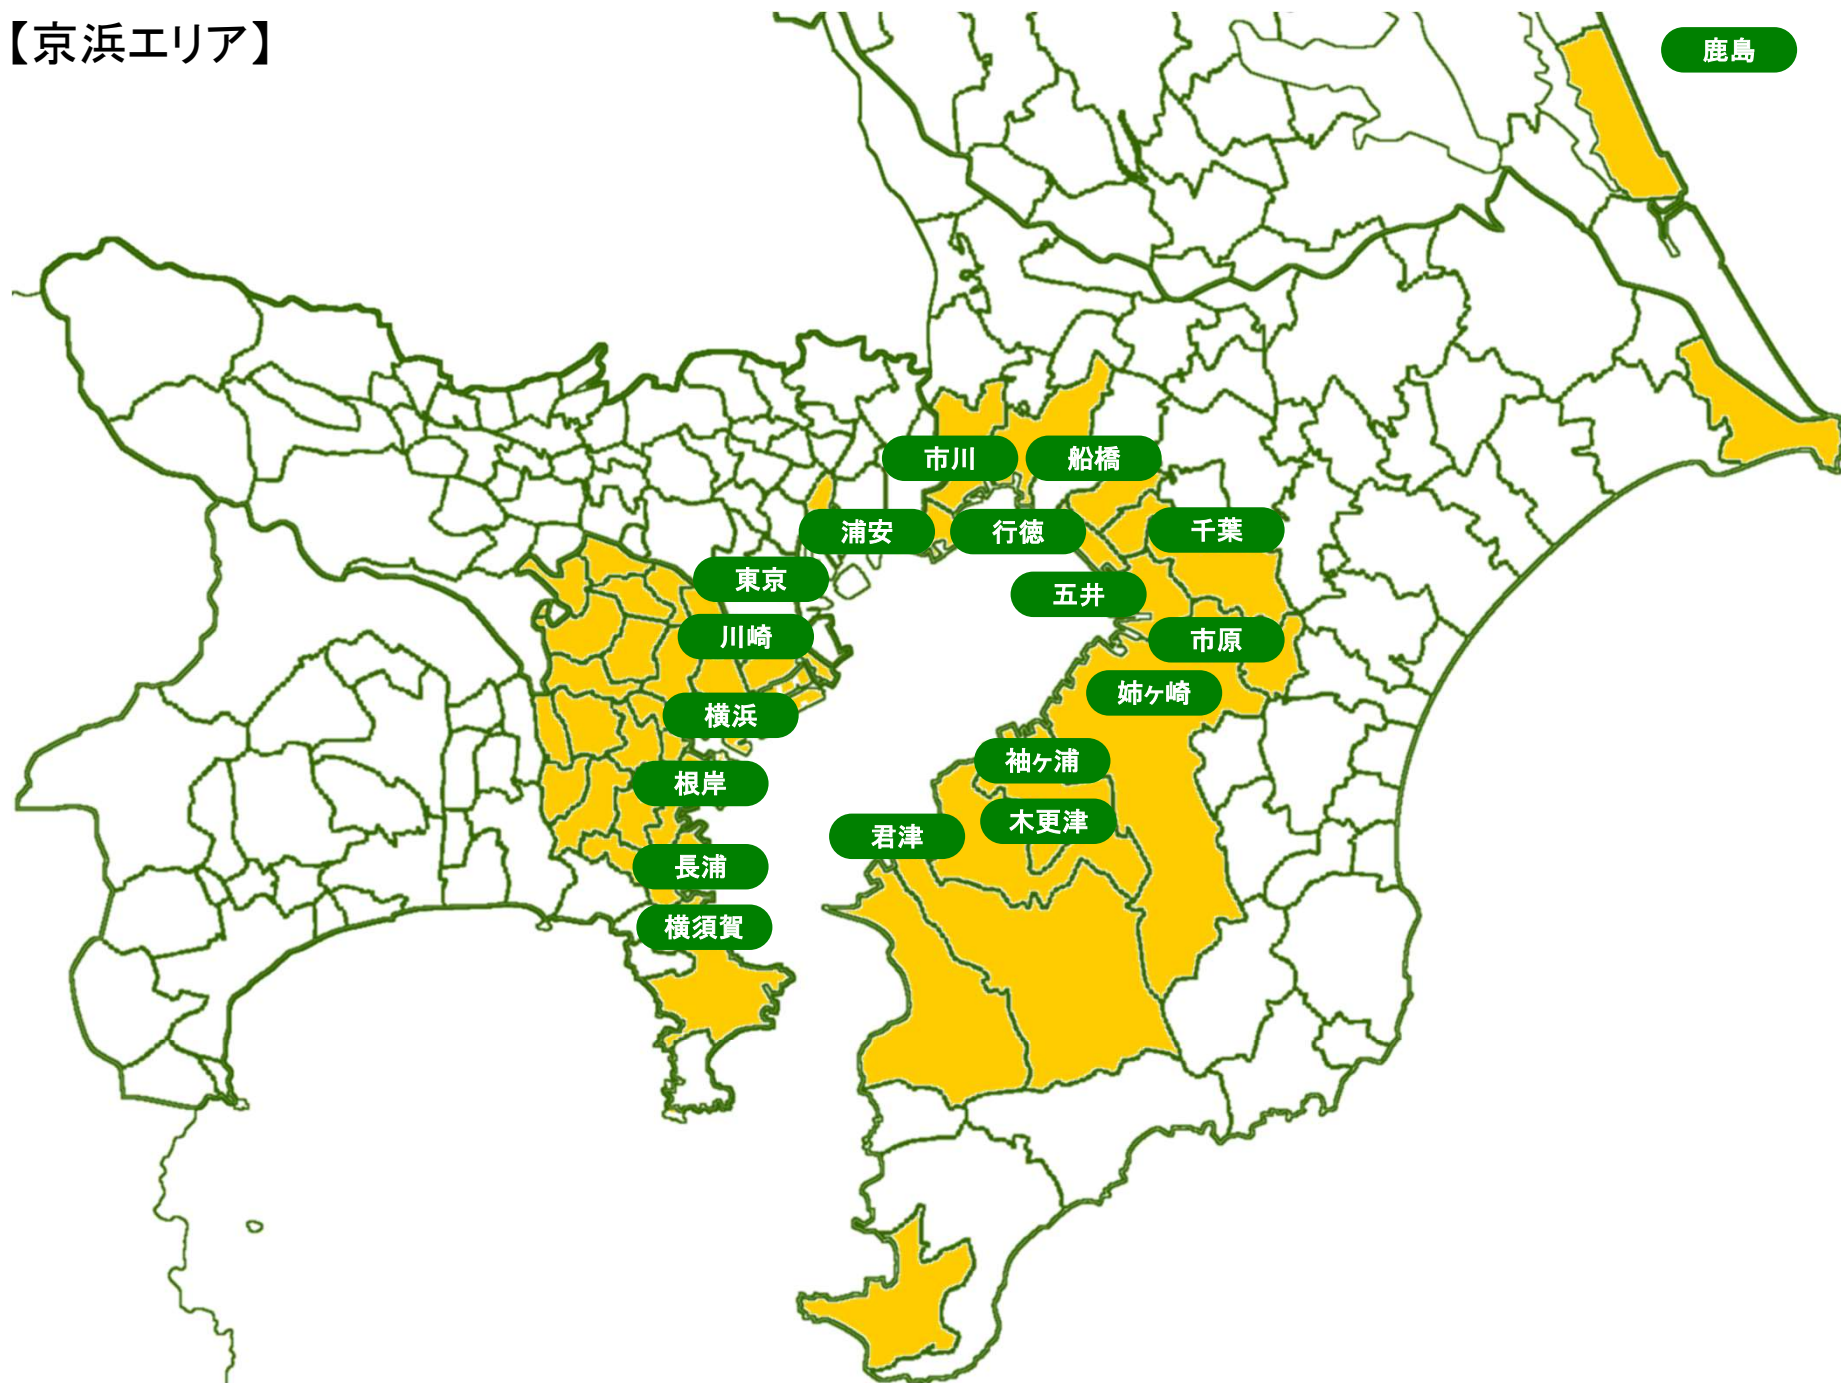 【京浜エリア】
鹿島
市川
船橋
浦安
行徳
千葉
東京
五井
川崎
市原
姉ヶ崎
横浜
袖ヶ浦
根岸
木更津
君津
長浦
横須賀